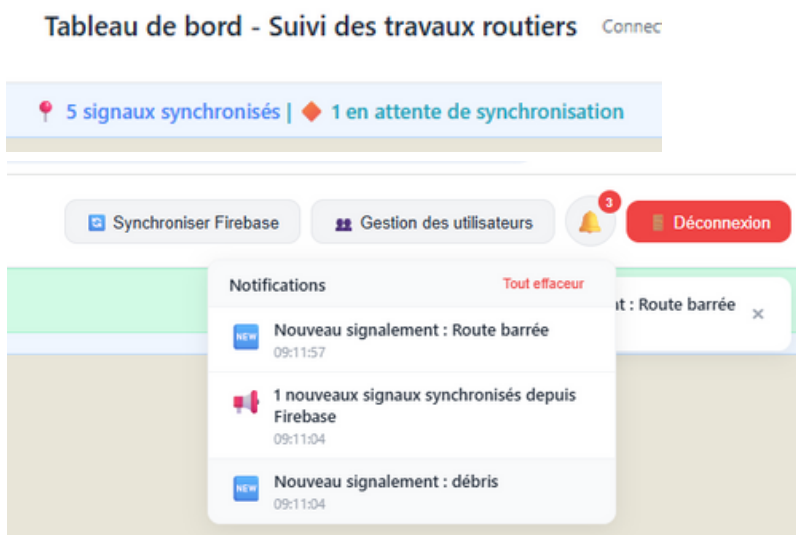 Tableau de bord - Suivi des travaux routiers
5 signaux synchronisés | 1 en attente de synchronisation
Synchroniser Firebase
Gestion des utilisateurs
3
Déconnexion
Notifications
Tout effaceur
: Route barrée
×
NEW
Nouveau signalement : Route barrée
09:11:57
1 nouveaux signaux synchronisés depuis
Firebase
09:11:04
NEW
Nouveau signalement : débris
09:11:04